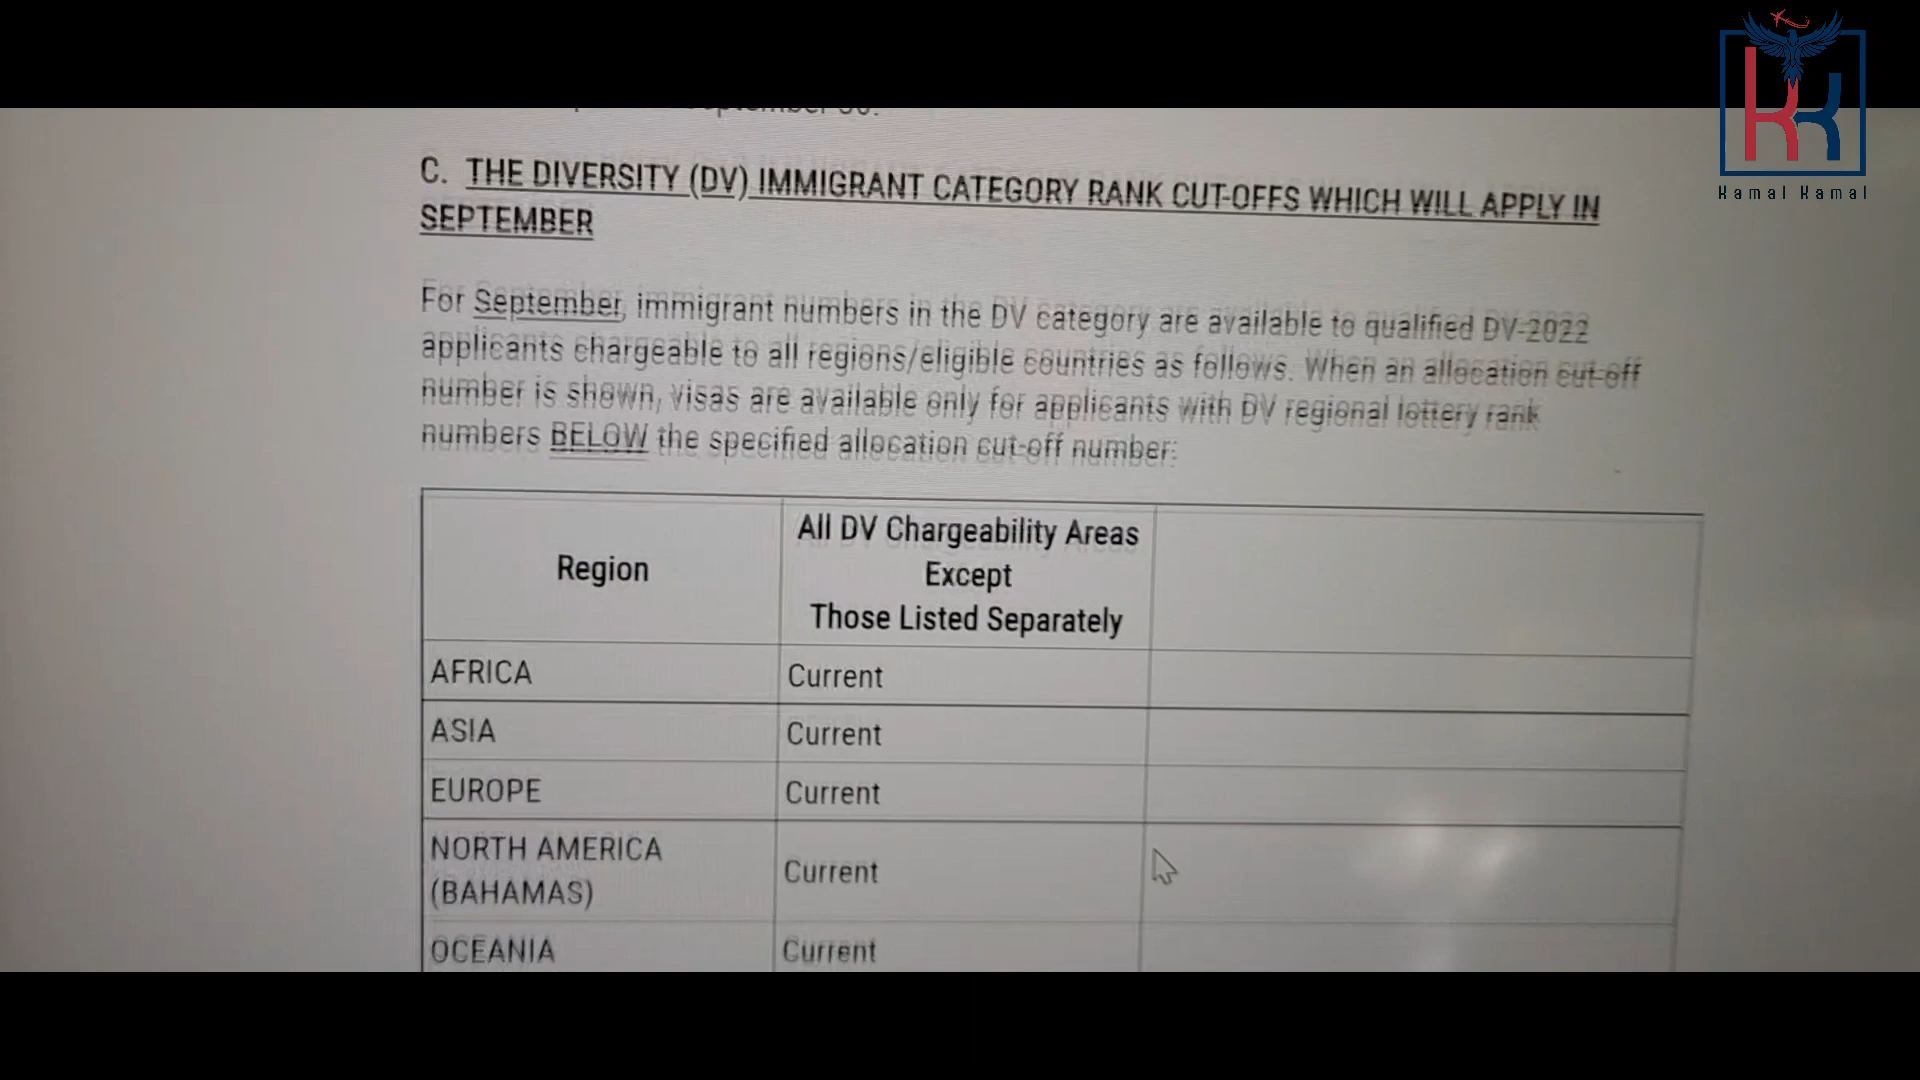 Kamal Kamal
C. THE DIVERSITY (DV) IMMIGRANT CATEGORY RANK CUT-OFFS WHICH WILL APPLY IN
SEPTEMBER
For September, immigrant numbers in the DV category are available to qualified DV-2022
applicants chargeable to all regions/eligible countries as follows. When an allocation cut-off
number is shown, visas are available only for applicants with DV regional lottery rank
numbers BELOW the specified allocation cut-off number:
Region
All DV Chargeability Areas
Except
Those Listed Separately
AFRICA Current
ASIA Current
EUROPE Current
NORTH AMERICA
(BAHAMAS) Current
OCEANIA Current